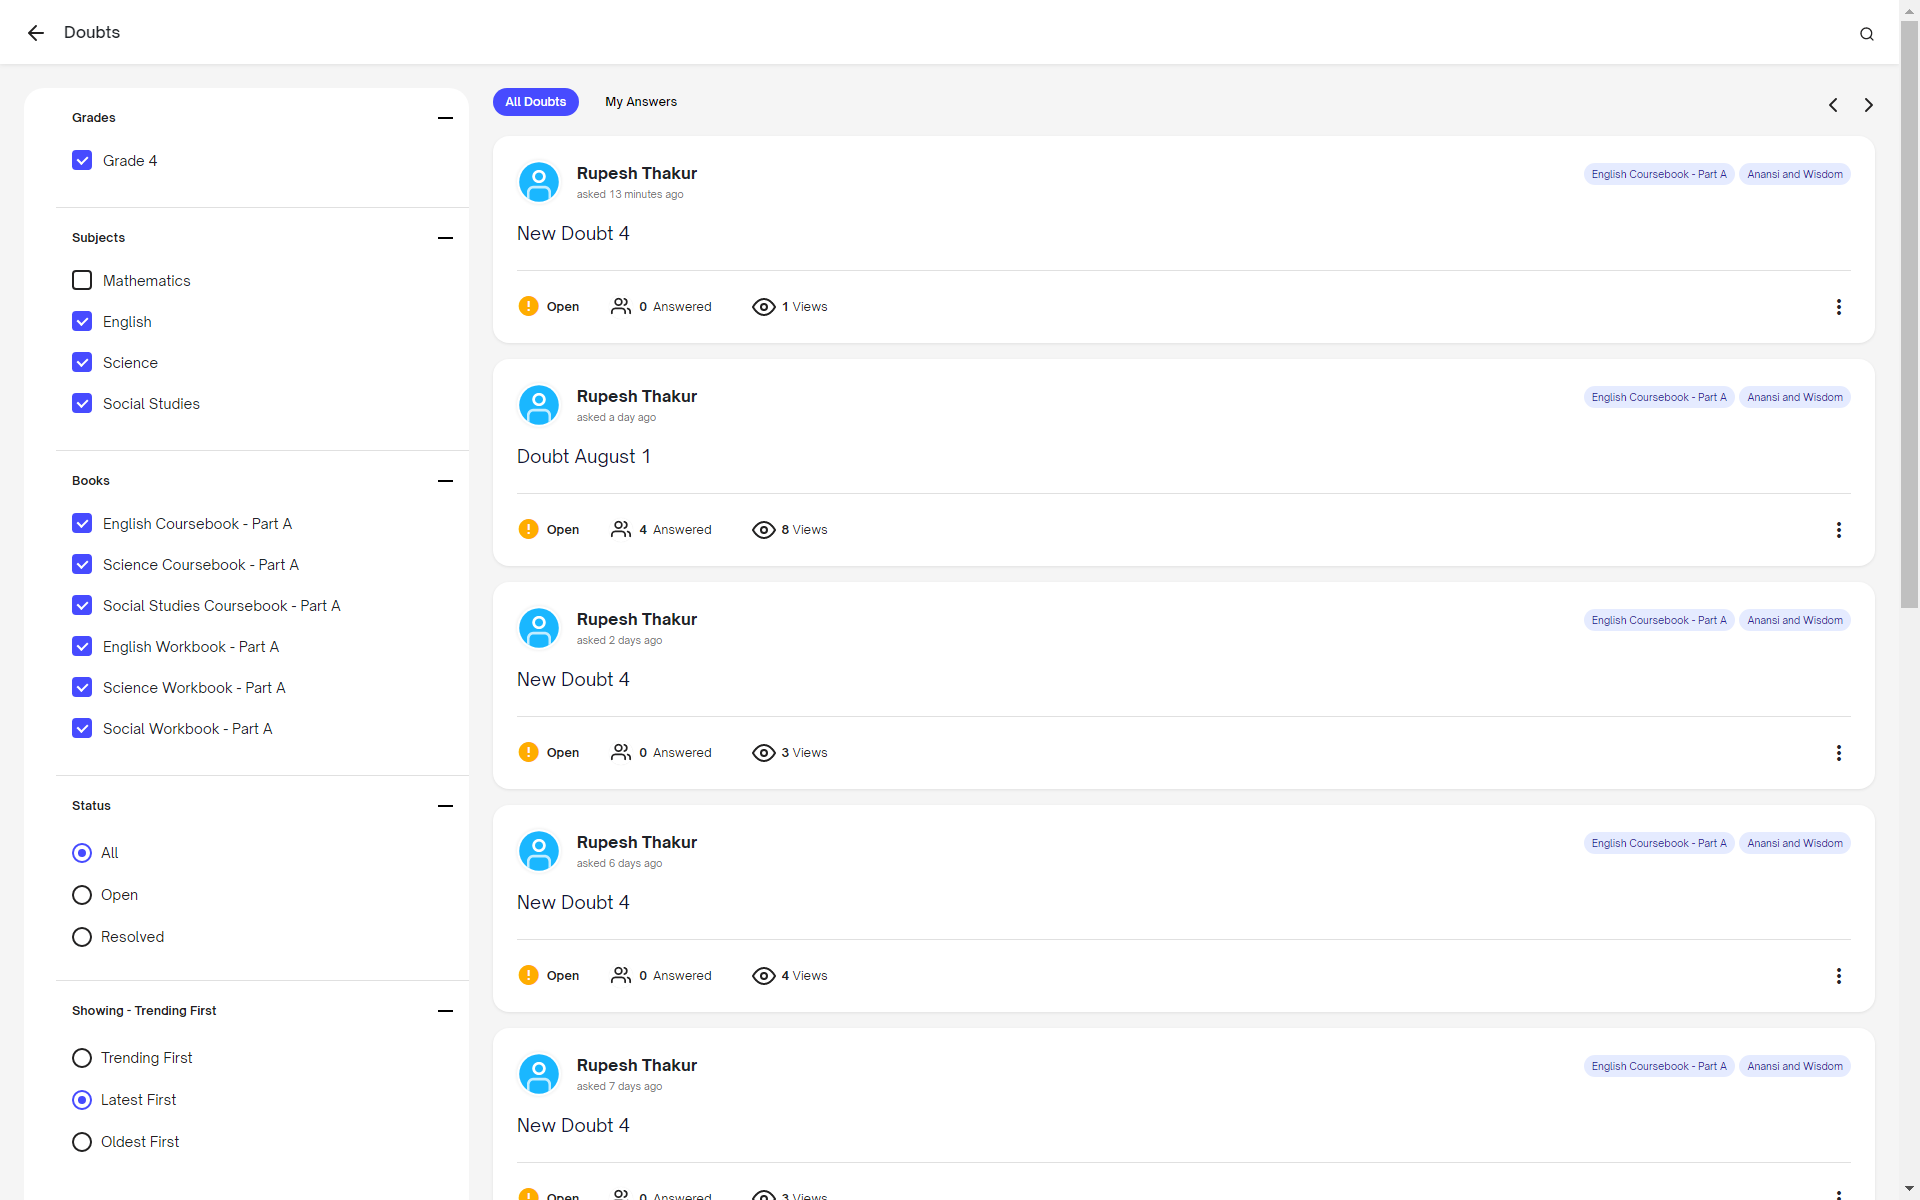 Doubts
Grades
Grade 4
Subjects
Mathematics
English
Science
Social Studies
Books
English Coursebook - Part A
Science Coursebook - Part A
Social Studies Coursebook - Part A
English Workbook - Part A
Science Workbook - Part A
Social Workbook - Part A
Status
All
Open
Resolved
Showing - Trending First
Trending First
Latest First
Oldest First
All Doubts My Answers
Rupesh Thakur English Coursebook - Part A Anansi and Wisdom
asked 13 minutes ago
New Doubt 4
Open 0 Answered 1 Views
Rupesh Thakur English Coursebook - Part A Anansi and Wisdom
asked a day ago
Doubt August 1
Open 4 Answered 8 Views
Rupesh Thakur English Coursebook - Part A Anansi and Wisdom
asked 2 days ago
New Doubt 4
Open 0 Answered 3 Views
Rupesh Thakur English Coursebook - Part A Anansi and Wisdom
asked 6 days ago
New Doubt 4
Open 0 Answered 4 Views
Rupesh Thakur English Coursebook - Part A Anansi and Wisdom
asked 7 days ago
New Doubt 4
Open 0 Answered 3 Views